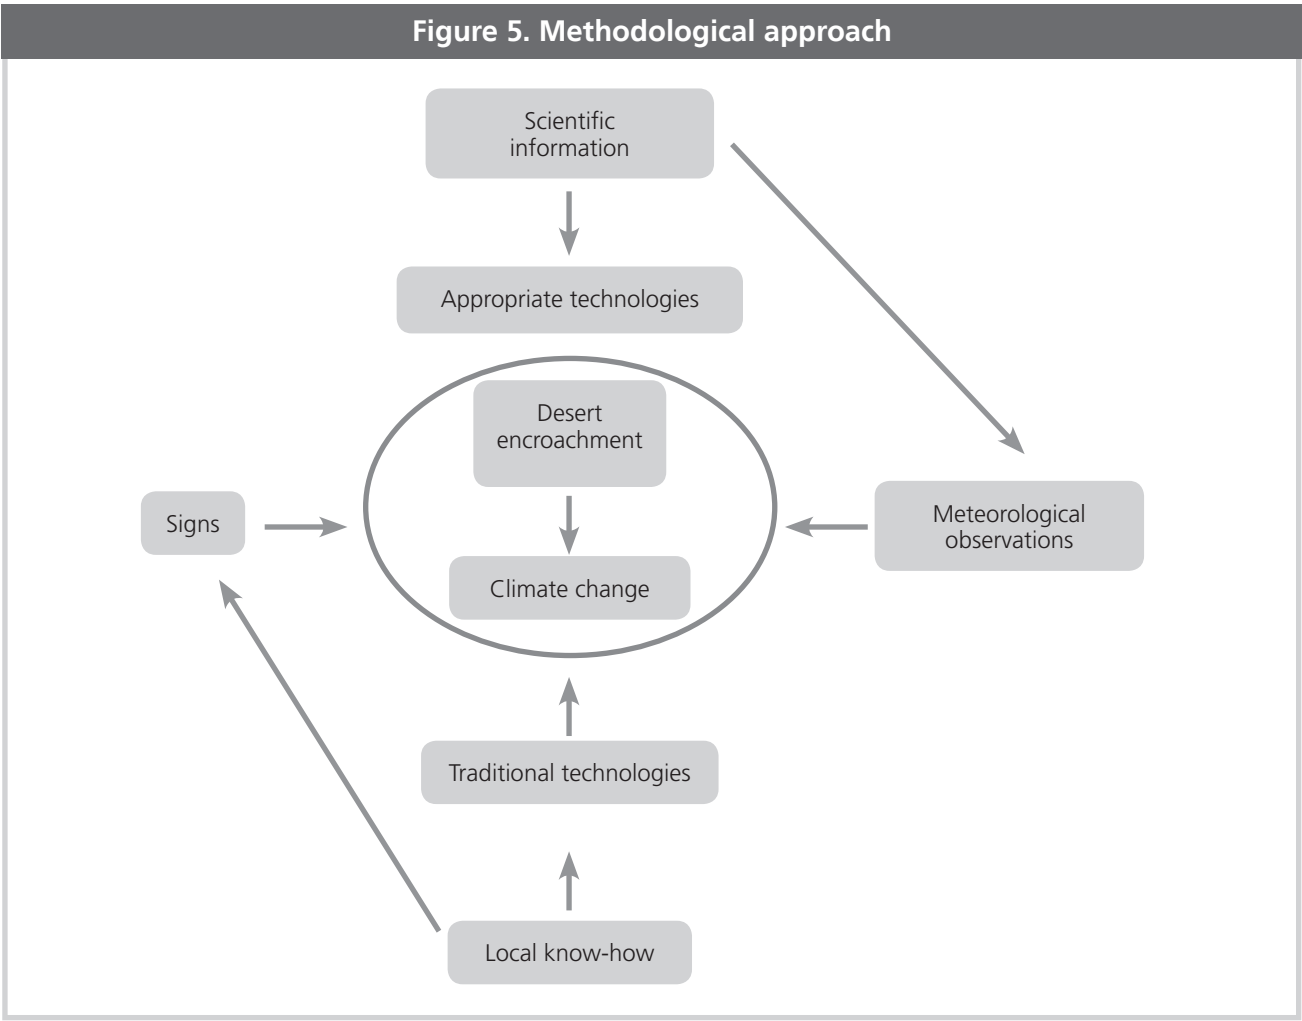 Figure 5. Methodological approach
Scientific
information
Appropriate technologies
Desert
encroachment
Signs
Meteorological
observations
Climate change
Traditional technologies
Local know-how